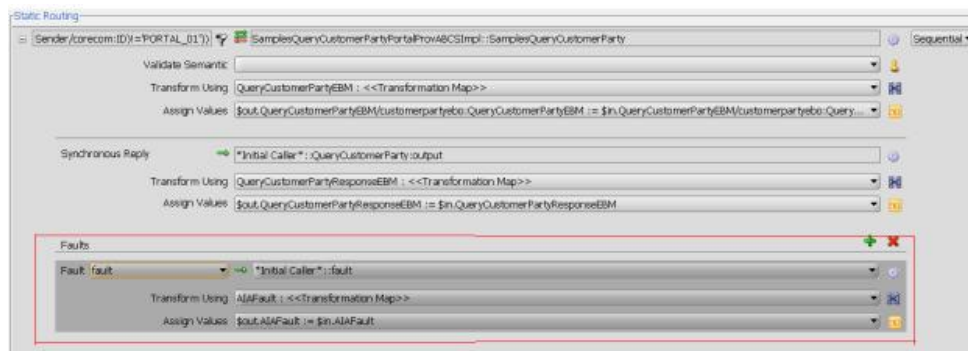 Static Routing
Sender/corecom:ID)!='PORTAL_01')) SamplesQueryCustomerPartyPortalProvABCSImpl::SamplesQueryCustomerParty Sequential
Validate Semantic
Transform Using QueryCustomerPartyEBM : <<Transformation Map>>
Assign Values $out.QueryCustomerPartyEBM/customerpartyebo:QueryCustomerPartyEBM := $in.QueryCustomerPartyEBM/customerpartyebo:Query...
Synchronous Reply *Initial Caller*::QueryCustomerParty:output
Transform Using QueryCustomerPartyResponseEBM : <<Transformation Map>>
Assign Values $out.QueryCustomerPartyResponseEBM := $in.QueryCustomerPartyResponseEBM
Faults
Fault fault *Initial Caller*::fault
Transform Using AIAFault : <<Transformation Map>>
Assign Values $out.AIAFault := $in.AIAFault